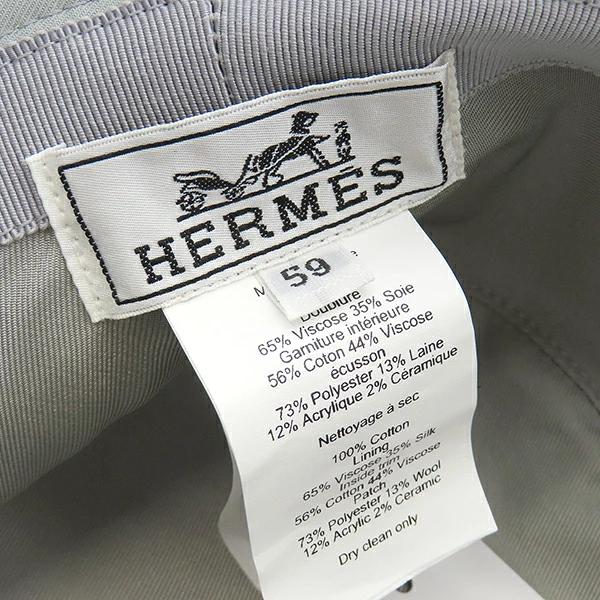 HERMÈS
59
Doublure
65% Viscose 35% Soie
Garniture intérieure
56% Coton 44% Viscose
écusson
73% Polyester 13% Laine
12% Acrylique 2% Céramique
Nettoyage à sec
100% Cotton
Lining
65% Viscose 35% Silk
Inside trim
56% Cotton 44% Viscose
Patch
73% Polyester 13% Wool
12% Acrylic 2% Ceramic
Dry clean only